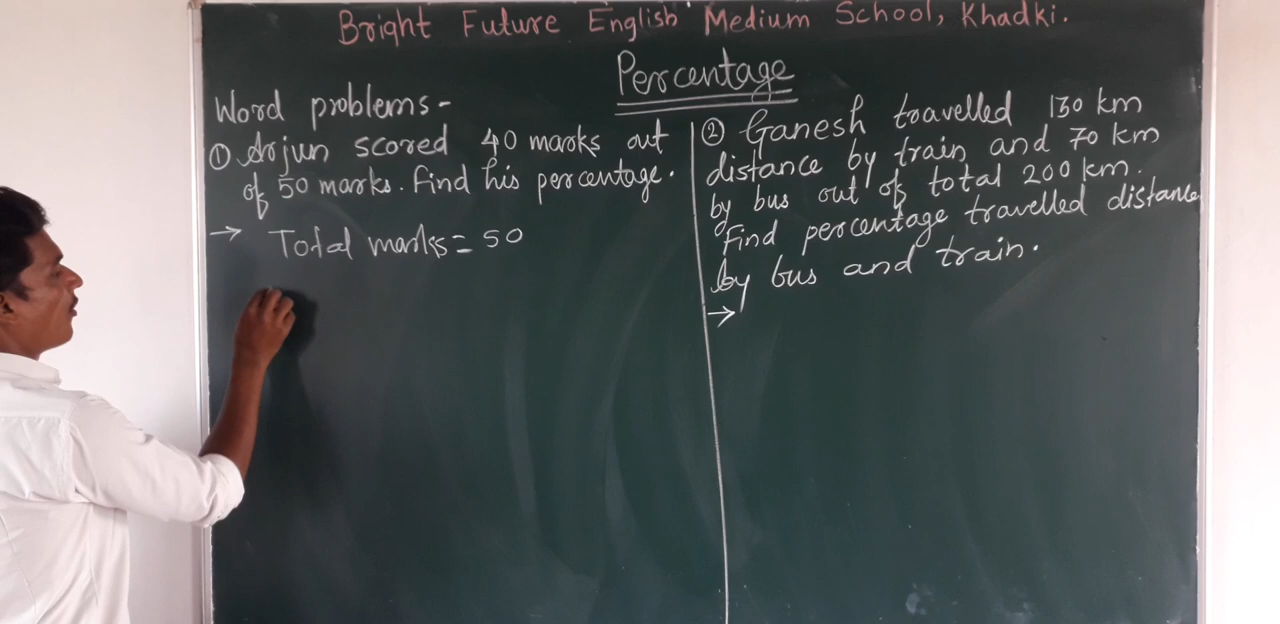 Bright Future English Medium School, Khadki.
Percentage
Word problems-
① Arjun scored 40 marks out
of 50 marks. Find his percentage.
→ Total marks = 50
② Ganesh travelled 130 km
distance by train and 70 km
by bus out of total 200 km.
Find percentage travelled distance
by bus and train.
→